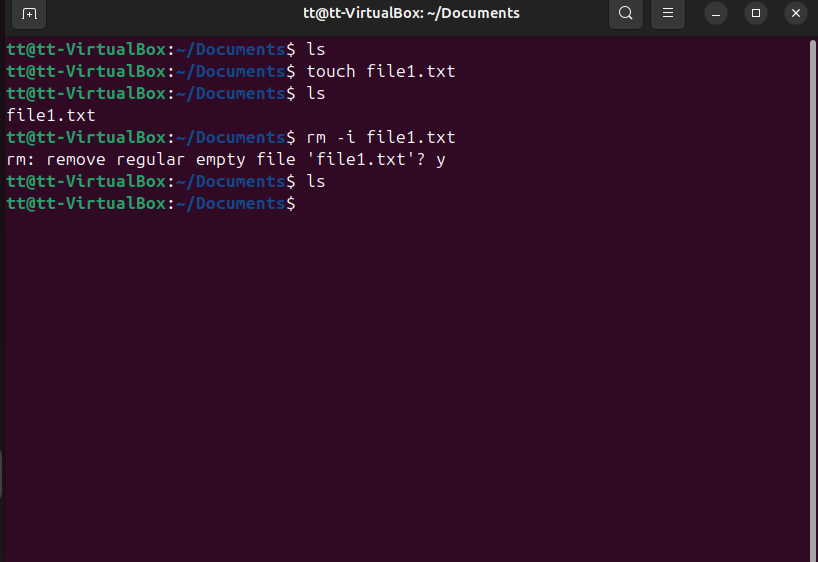 tt@tt-VirtualBox: ~/Documents
tt@tt-VirtualBox:~/Documents$ ls
tt@tt-VirtualBox:~/Documents$ touch file1.txt
tt@tt-VirtualBox:~/Documents$ ls
file1.txt
tt@tt-VirtualBox:~/Documents$ rm -i file1.txt
rm: remove regular empty file 'file1.txt'? y
tt@tt-VirtualBox:~/Documents$ ls
tt@tt-VirtualBox:~/Documents$